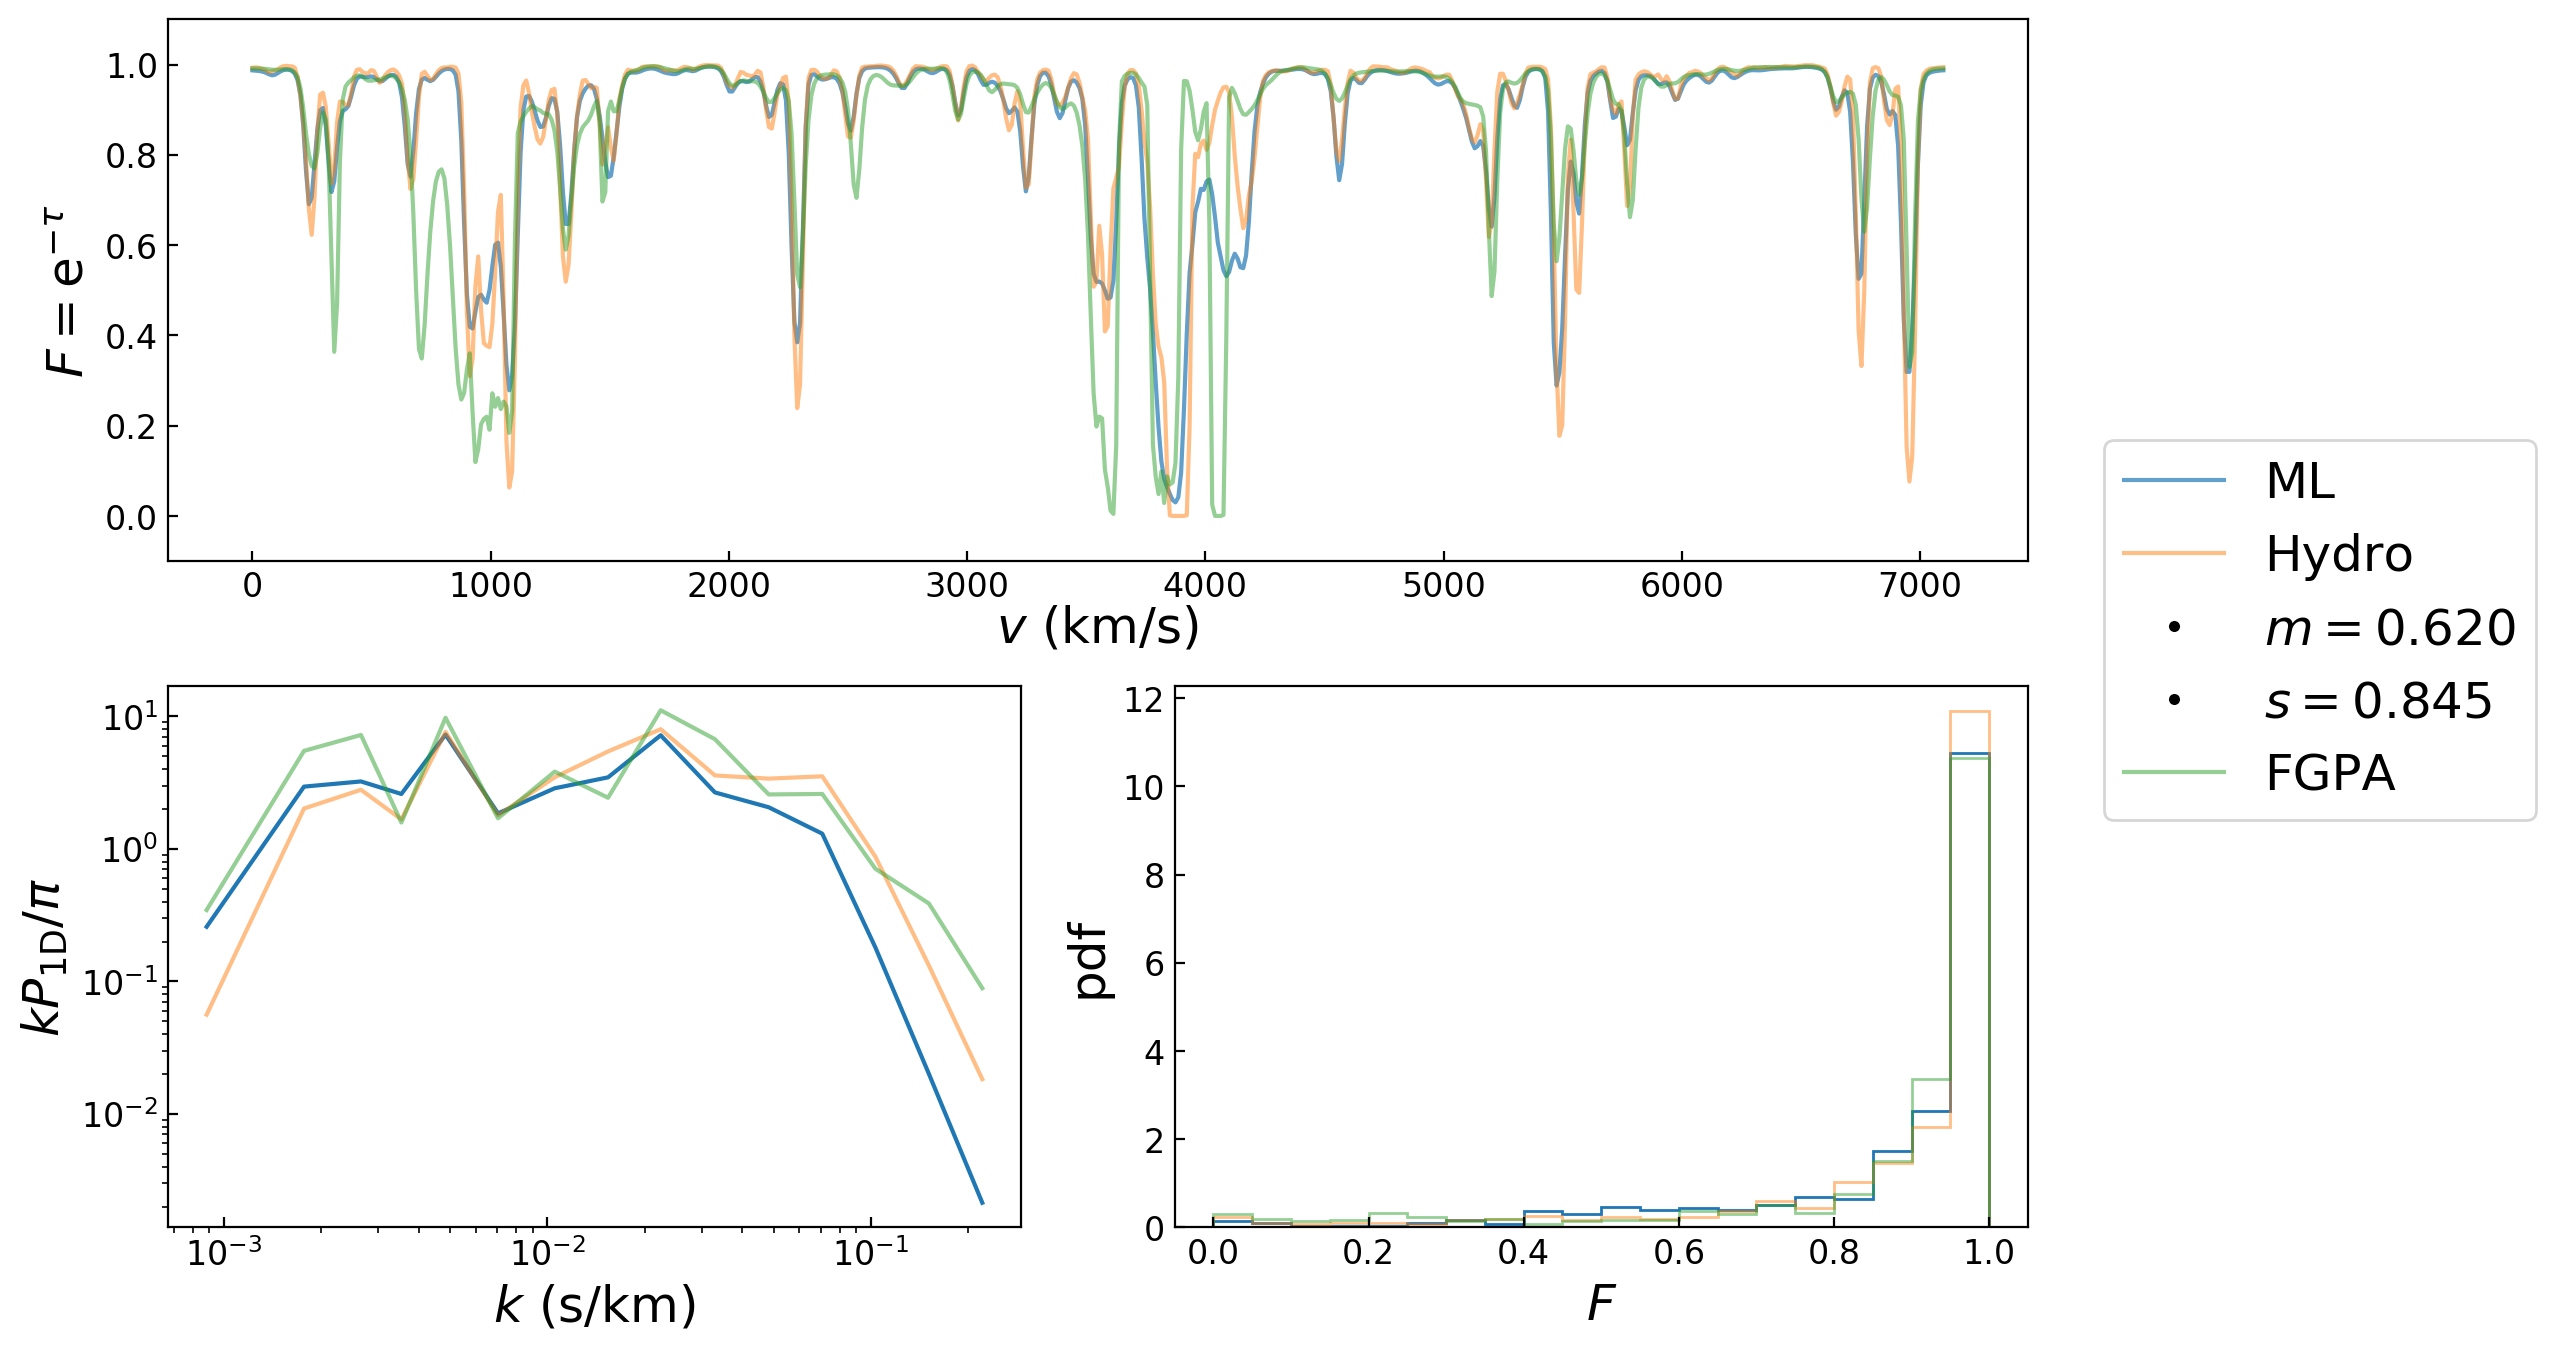 1.0
0.8
0.6
0.4
0.2
0.0
F = e^{-τ}
0 1000 2000 3000 4000 5000 6000 7000
v (km/s)
ML
Hydro
m = 0.620
s = 0.845
FGPA
10^1
10^0
10^{-1}
10^{-2}
kP_{1D}/π
10^{-3} 10^{-2} 10^{-1}
k (s/km)
12
10
8
6
4
2
0
pdf
0.0 0.2 0.4 0.6 0.8 1.0
F